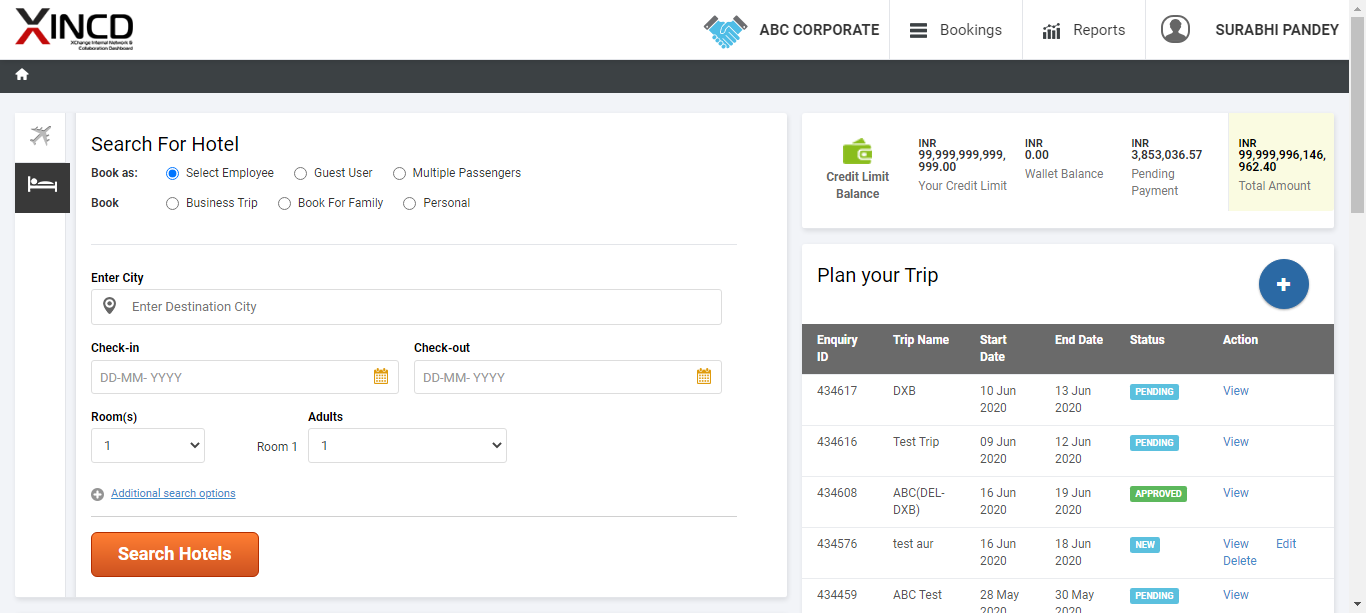 XINCD
XChange Internal Network &
Collaboration Dashboard
ABC CORPORATE
Bookings
Reports
SURABHI PANDEY
Search For Hotel
Book as: Select Employee Guest User Multiple Passengers
Book Business Trip Book For Family Personal
Enter City
Enter Destination City
Check-in Check-out
DD-MM- YYYY DD-MM- YYYY
Room(s) Adults
1 Room 1 1
Additional search options
Search Hotels
Credit Limit
Balance
INR
99,999,999,999,
999.00
Your Credit Limit
INR
0.00
Wallet Balance
INR
3,853,036.57
Pending
Payment
INR
99,999,996,146,
962.40
Total Amount
Plan your Trip
Enquiry Trip Name Start End Date Status Action
ID Date
434617 DXB 10 Jun 13 Jun PENDING View
2020 2020
434616 Test Trip 09 Jun 12 Jun PENDING View
2020 2020
434608 ABC(DEL- 16 Jun 19 Jun APPROVED View
DXB) 2020 2020
434576 test aur 16 Jun 18 Jun NEW View Edit
2020 2020 Delete
434459 ABC Test 28 May 30 May PENDING View
2020 2020